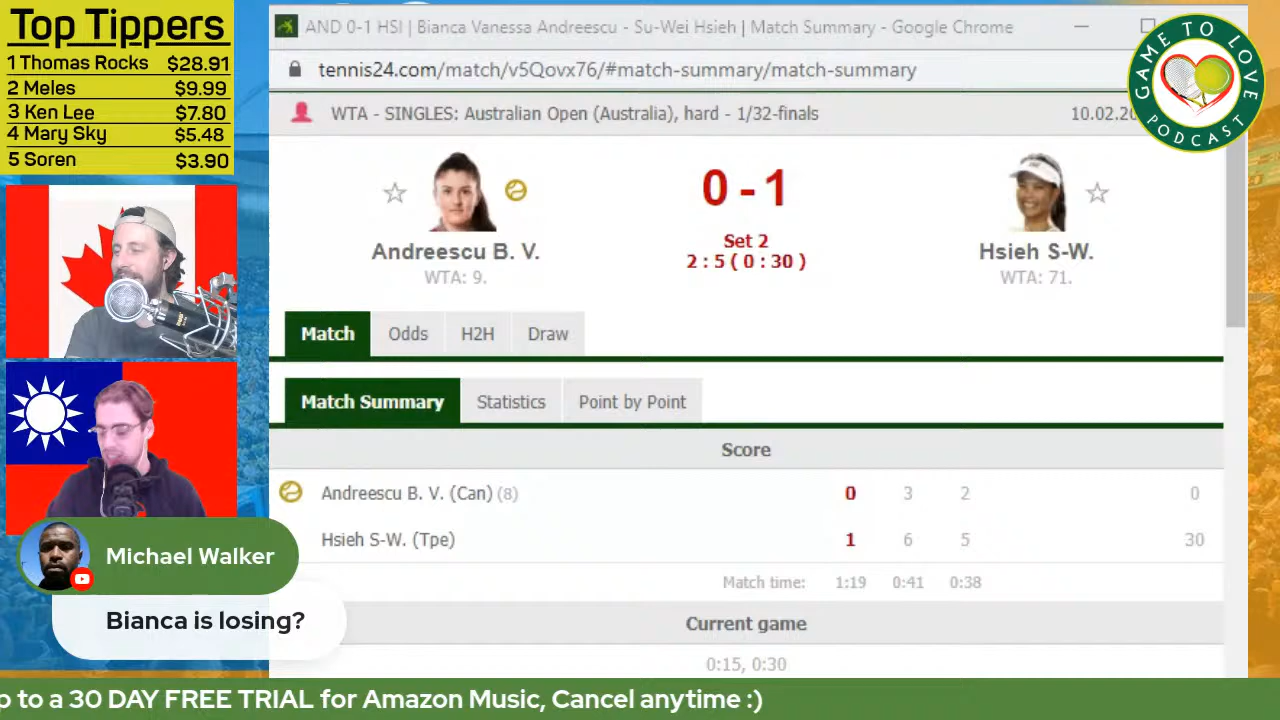 Top Tippers
1 Thomas Rocks $28.91
2 Meles $9.99
3 Ken Lee $7.80
4 Mary Sky $5.48
5 Soren $3.90
AND 0-1 HSI | Bianca Vanessa Andreescu - Su-Wei Hsieh | Match Summary - Google Chrome
tennis24.com/match/v5Qovx76/#match-summary/match-summary
WTA - SINGLES: Australian Open (Australia), hard - 1/32-finals
10.02.20
GAME TO LOVE
PODCAST
0 - 1
Set 2
2 : 5 ( 0 : 30 )
Andreescu B. V.
WTA: 9.
Hsieh S-W.
WTA: 71.
Match Odds H2H Draw
Match Summary Statistics Point by Point
Score
Andreescu B. V. (Can) (8) 0 3 2 0
Hsieh S-W. (Tpe) 1 6 5 30
Match time: 1:19 0:41 0:38
Current game
0:15, 0:30
Michael Walker
Bianca is losing?
p to a 30 DAY FREE TRIAL for Amazon Music, Cancel anytime :)